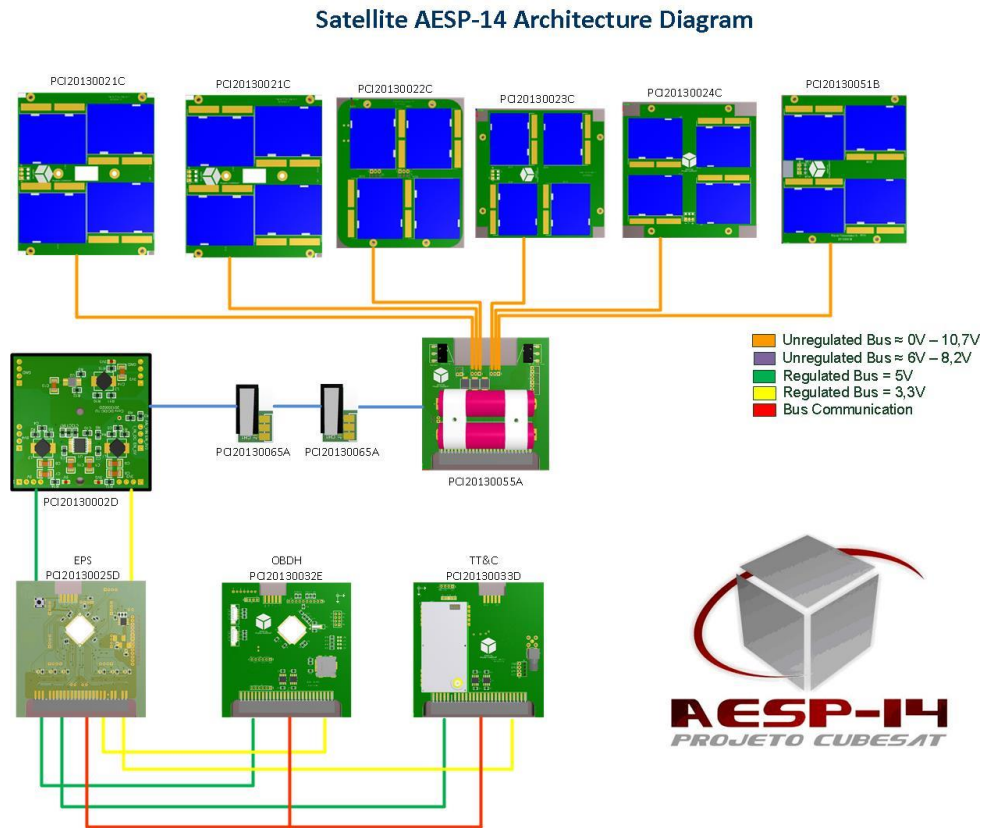 Satellite AESP-14 Architecture Diagram
PCI20130021C
PCI20130021C
PCI20130022C
PCI20130023C
PCI20130024C
PCI20130051B
Unregulated Bus ≈ 0V – 10,7V
Unregulated Bus ≈ 6V – 8,2V
Regulated Bus = 5V
Regulated Bus = 3,3V
Bus Communication
PCI20130065A
PCI20130065A
PCI20130055A
PCI20130002D
EPS
PCI20130025D
OBDH
PCI20130032E
TT&C
PCI20130033D
AESP-14
PROJETO CUBESAT